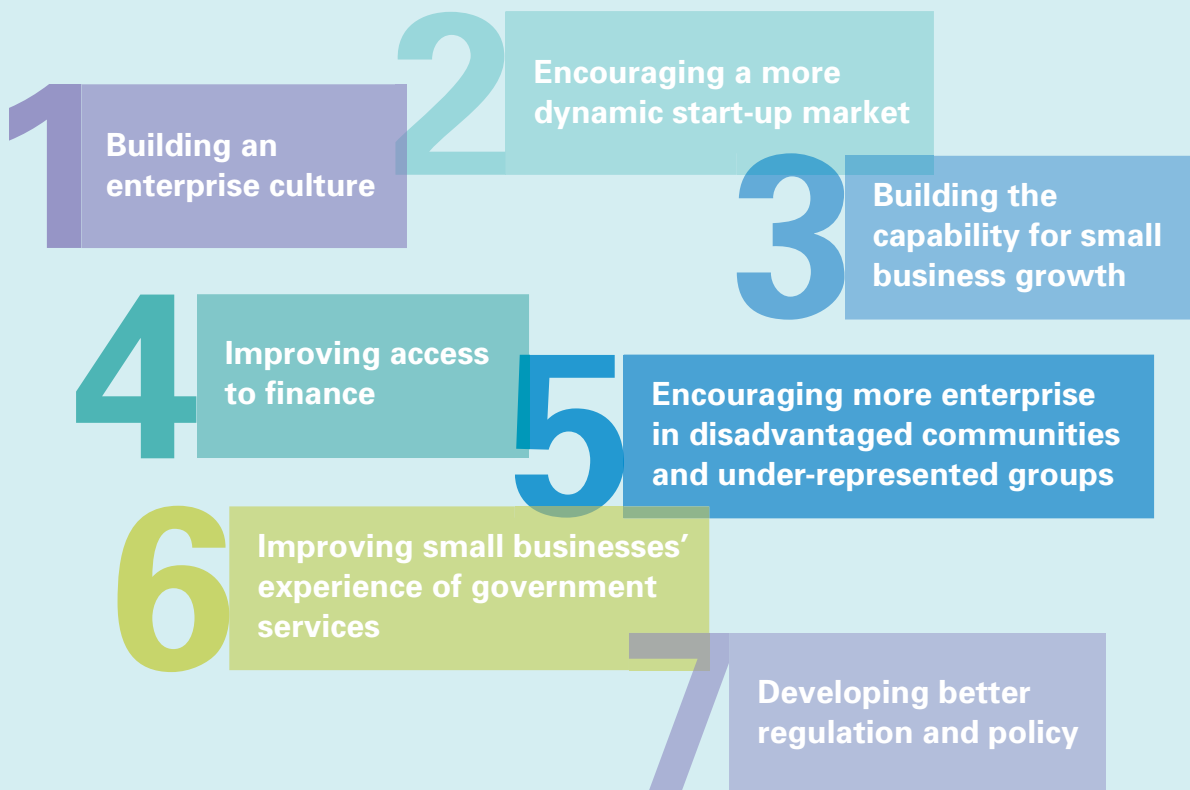 1
Building an
enterprise culture
2
Encouraging a more
dynamic start-up market
3
Building the
capability for small
business growth
4
Improving access
to finance
5
Encouraging more enterprise
in disadvantaged communities
and under-represented groups
6
Improving small businesses’
experience of government
services
7
Developing better
regulation and policy